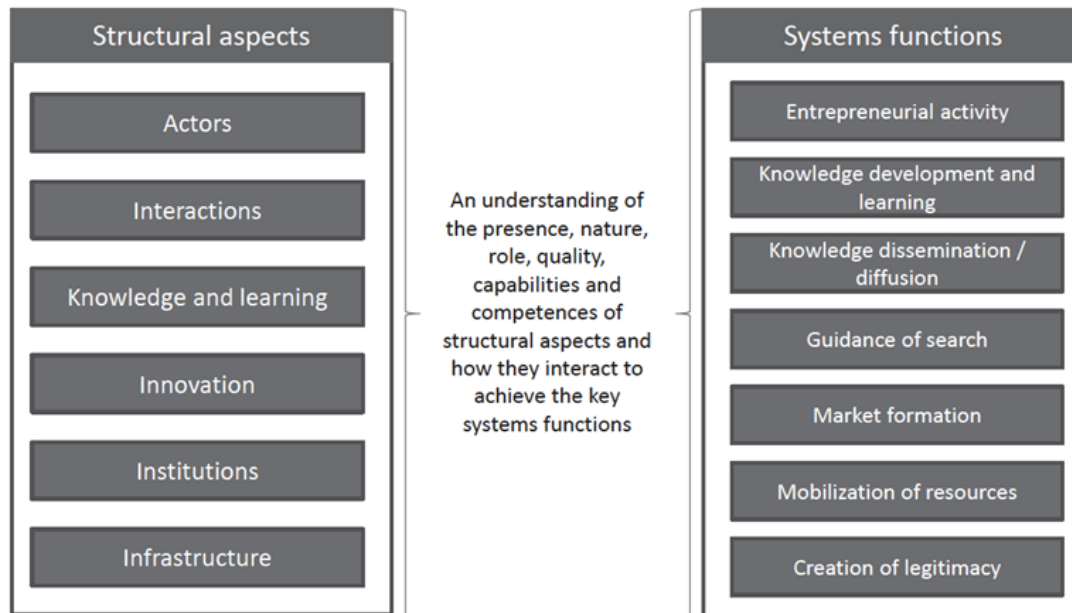 Structural aspects
Actors
Interactions
Knowledge and learning
Innovation
Institutions
Infrastructure
An understanding of
the presence, nature,
role, quality,
capabilities and
competences of
structural aspects and
how they interact to
achieve the key
systems functions
Systems functions
Entrepreneurial activity
Knowledge development and
learning
Knowledge dissemination /
diffusion
Guidance of search
Market formation
Mobilization of resources
Creation of legitimacy